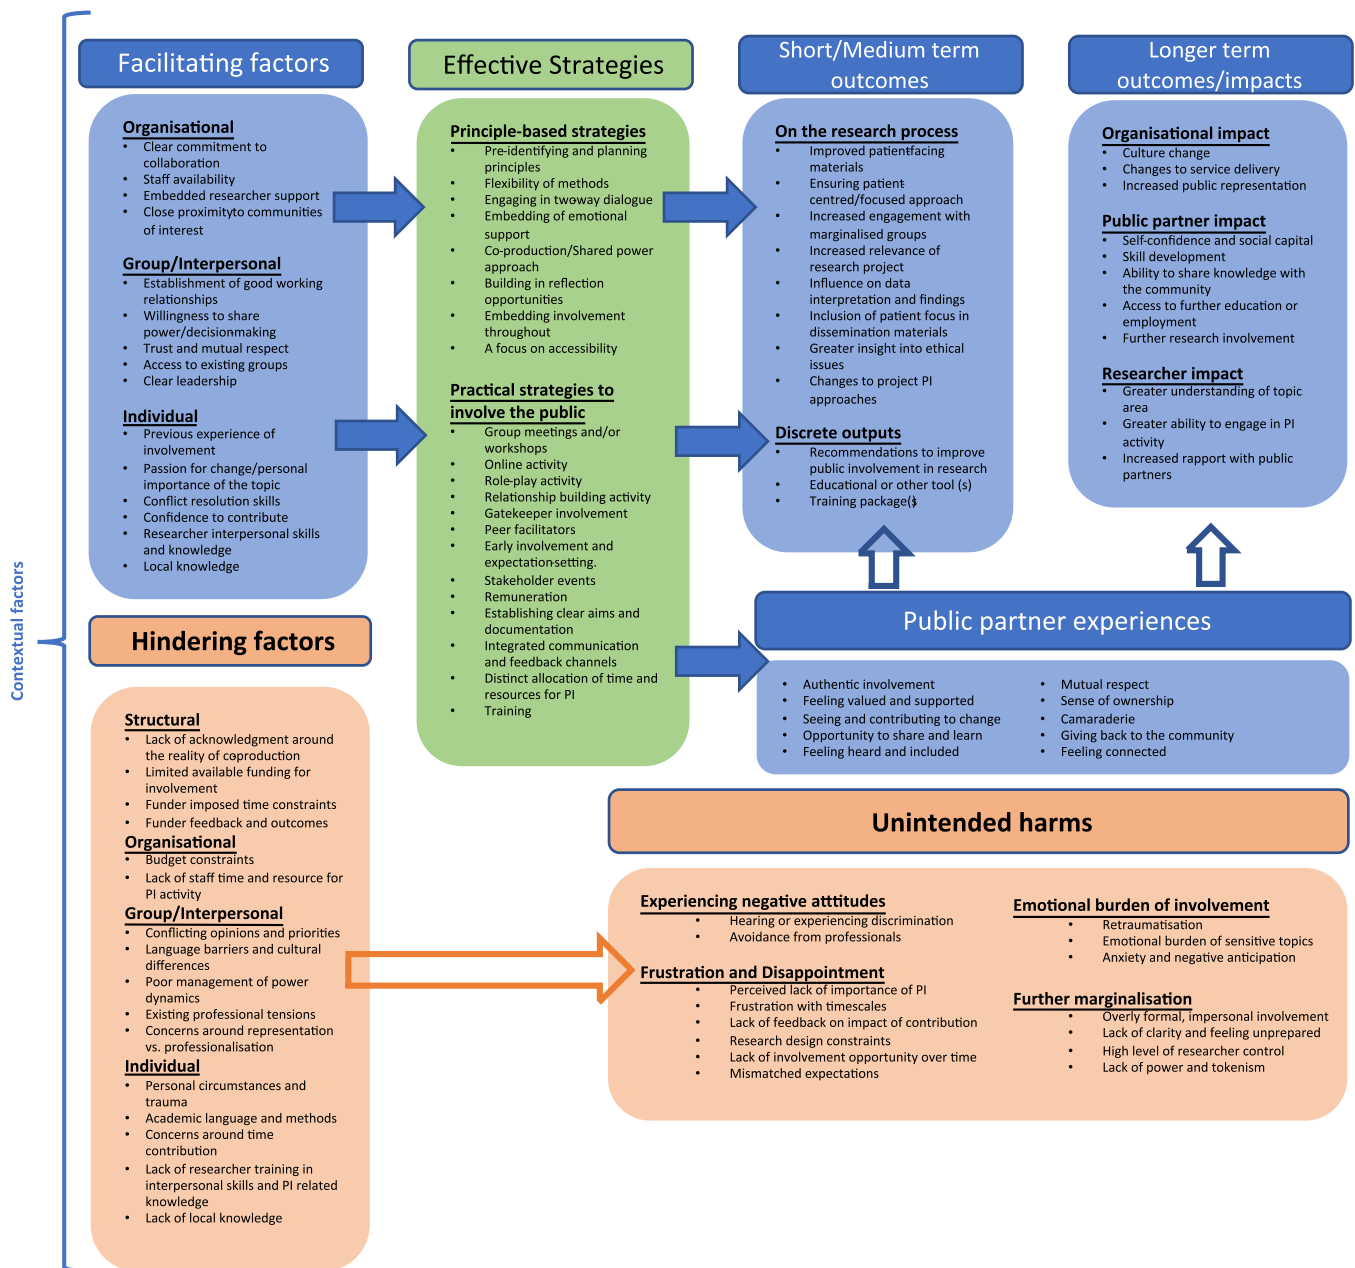 Contextual factors
Facilitating factors
Organisational
• Clear commitment to
collaboration
• Staff availability
• Embedded researcher support
• Close proximityto communities
of interest
Group/Interpersonal
• Establishment of good working
relationships
• Willingness to share
power/decision-making
• Trust and mutual respect
• Access to existing groups
• Clear leadership
Individual
• Previous experience of
involvement
• Passion for change/personal
importance of the topic
• Conflict resolution skills
• Confidence to contribute
• Researcher interpersonal skills
and knowledge
• Local knowledge
Hindering factors
Structural
• Lack of acknowledgment around
the reality of coproduction
• Limited available funding for
involvement
• Funder imposed time constraints
• Funder feedback and outcomes
Organisational
• Budget constraints
• Lack of staff time and resource for
PI activity
Group/Interpersonal
• Conflicting opinions and priorities
• Language barriers and cultural
differences
• Poor management of power
dynamics
• Existing professional tensions
• Concerns around representation
vs. professionalisation
Individual
• Personal circumstances and
trauma
• Academic language and methods
• Concerns around time
contribution
• Lack of researcher training in
interpersonal skills and PI related
knowledge
• Lack of local knowledge
Effective Strategies
Principle-based strategies
• Pre-identifying and planning
principles
• Flexibility of methods
• Engaging in twoway dialogue
• Embedding of emotional
support
• Co-production/Shared power
approach
• Building in reflection
opportunities
• Embedding involvement
throughout
• A focus on accessibility
Practical strategies to
involve the public
• Group meetings and/or
workshops
• Online activity
• Role-play activity
• Relationship building activity
• Gatekeeper involvement
• Peer facilitators
• Early involvement and
expectation-setting.
• Stakeholder events
• Remuneration
• Establishing clear aims and
documentation
• Integrated communication
and feedback channels
• Distinct allocation of time and
resources for PI
• Training
Short/Medium term
outcomes
On the research process
• Improved patient-facing
materials
• Ensuring patient-
centred/focused approach
• Increased engagement with
marginalised groups
• Increased relevance of
research project
• Influence on data
interpretation and findings
• Inclusion of patient focus in
dissemination materials
• Greater insight into ethical
issues
• Changes to project PI
approaches
Discrete outputs
• Recommendations to improve
public involvement in research
• Educational or other tool (s)
• Training package(s)
Longer term
outcomes/impacts
Organisational impact
• Culture change
• Changes to service delivery
• Increased public representation
Public partner impact
• Self-confidence and social capital
• Skill development
• Ability to share knowledge with
the community
• Access to further education or
employment
• Further research involvement
Researcher impact
• Greater understanding of topic
area
• Greater ability to engage in PI
activity
• Increased rapport with public
partners
Public partner experiences
• Authentic involvement
• Feeling valued and supported
• Seeing and contributing to change
• Opportunity to share and learn
• Feeling heard and included
• Mutual respect
• Sense of ownership
• Camaraderie
• Giving back to the community
• Feeling connected
Unintended harms
Experiencing negative atttitudes
• Hearing or experiencing discrimination
• Avoidance from professionals
Frustration and Disappointment
• Perceived lack of importance of PI
• Frustration with timescales
• Lack of feedback on impact of contribution
• Research design constraints
• Lack of involvement opportunity over time
• Mismatched expectations
Emotional burden of involvement
• Retraumatisation
• Emotional burden of sensitive topics
• Anxiety and negative anticipation
Further marginalisation
• Overly formal, impersonal involvement
• Lack of clarity and feeling unprepared
• High level of researcher control
• Lack of power and tokenism